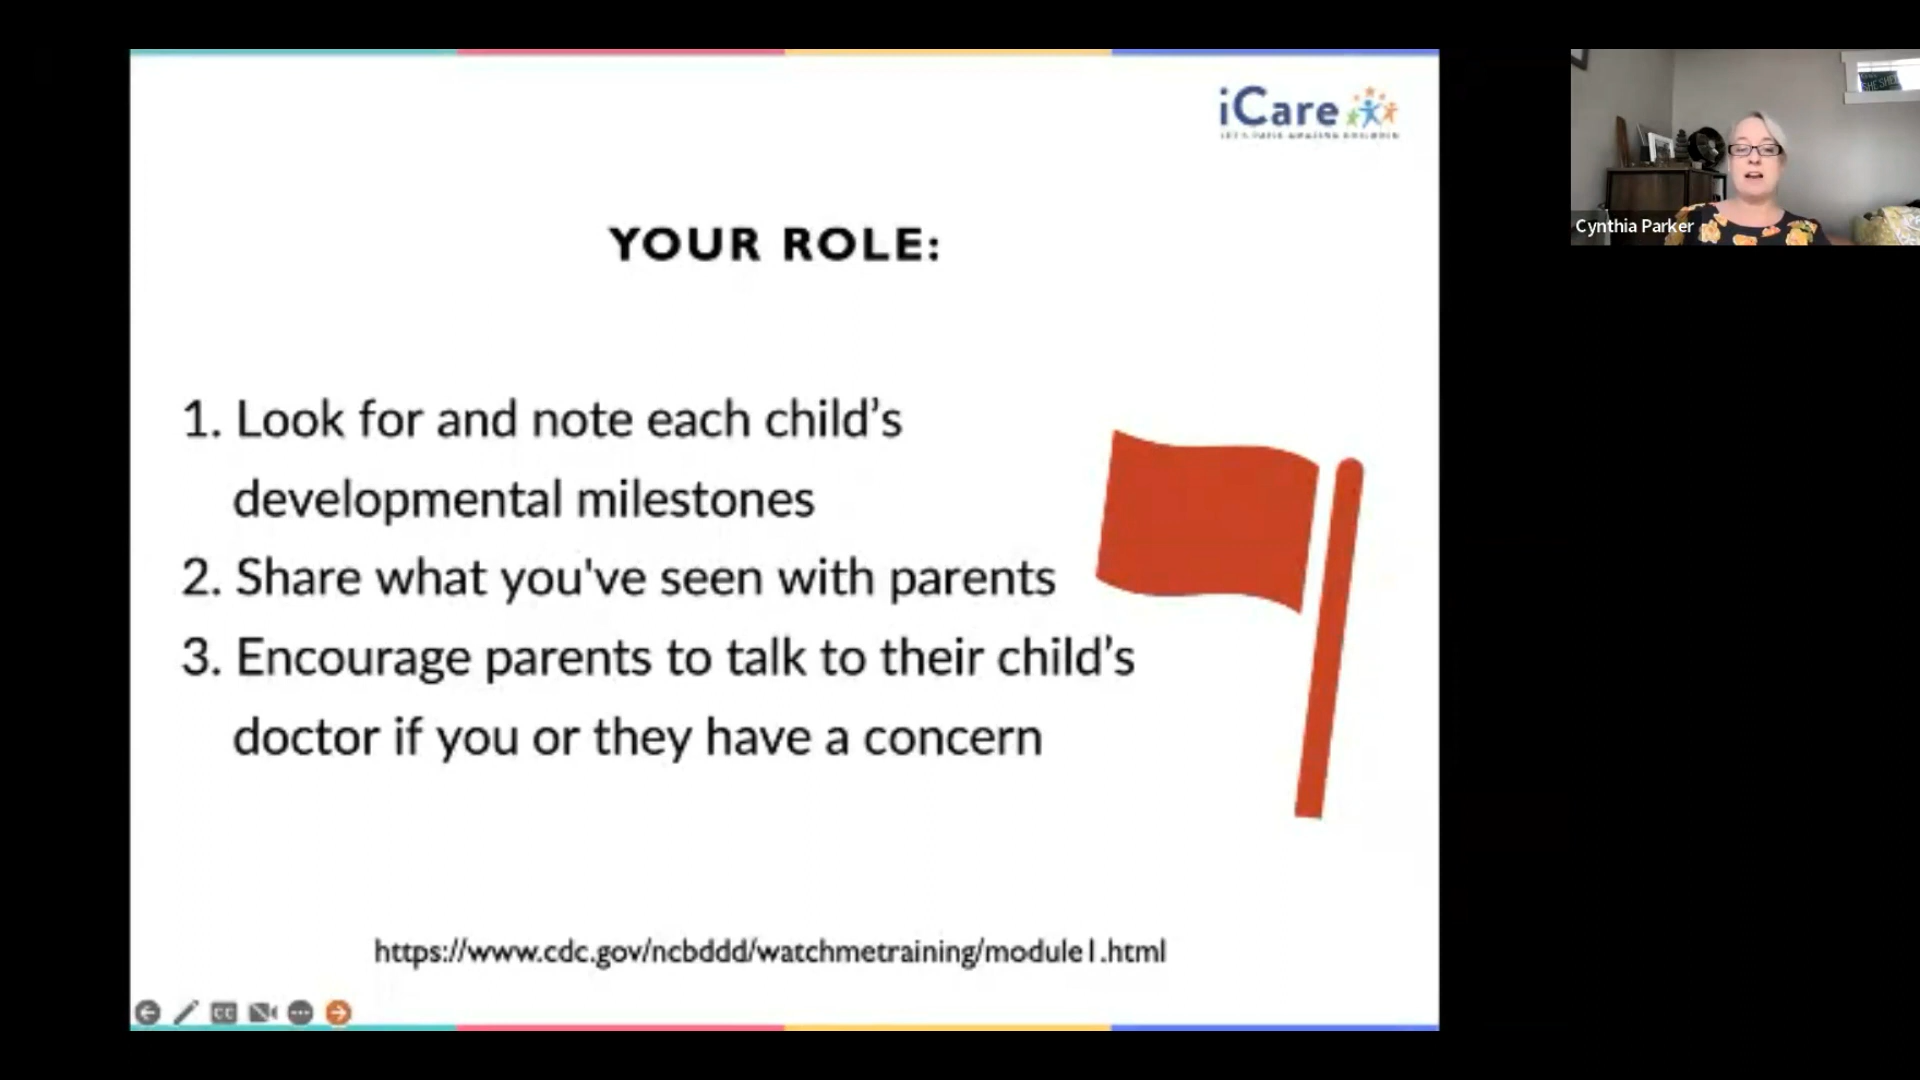 iCare
YOUR ROLE:
1. Look for and note each child’s
developmental milestones
2. Share what you've seen with parents
3. Encourage parents to talk to their child’s
doctor if you or they have a concern
https://www.cdc.gov/ncbddd/watchmetraining/module1.html
CC
Cynthia Parker